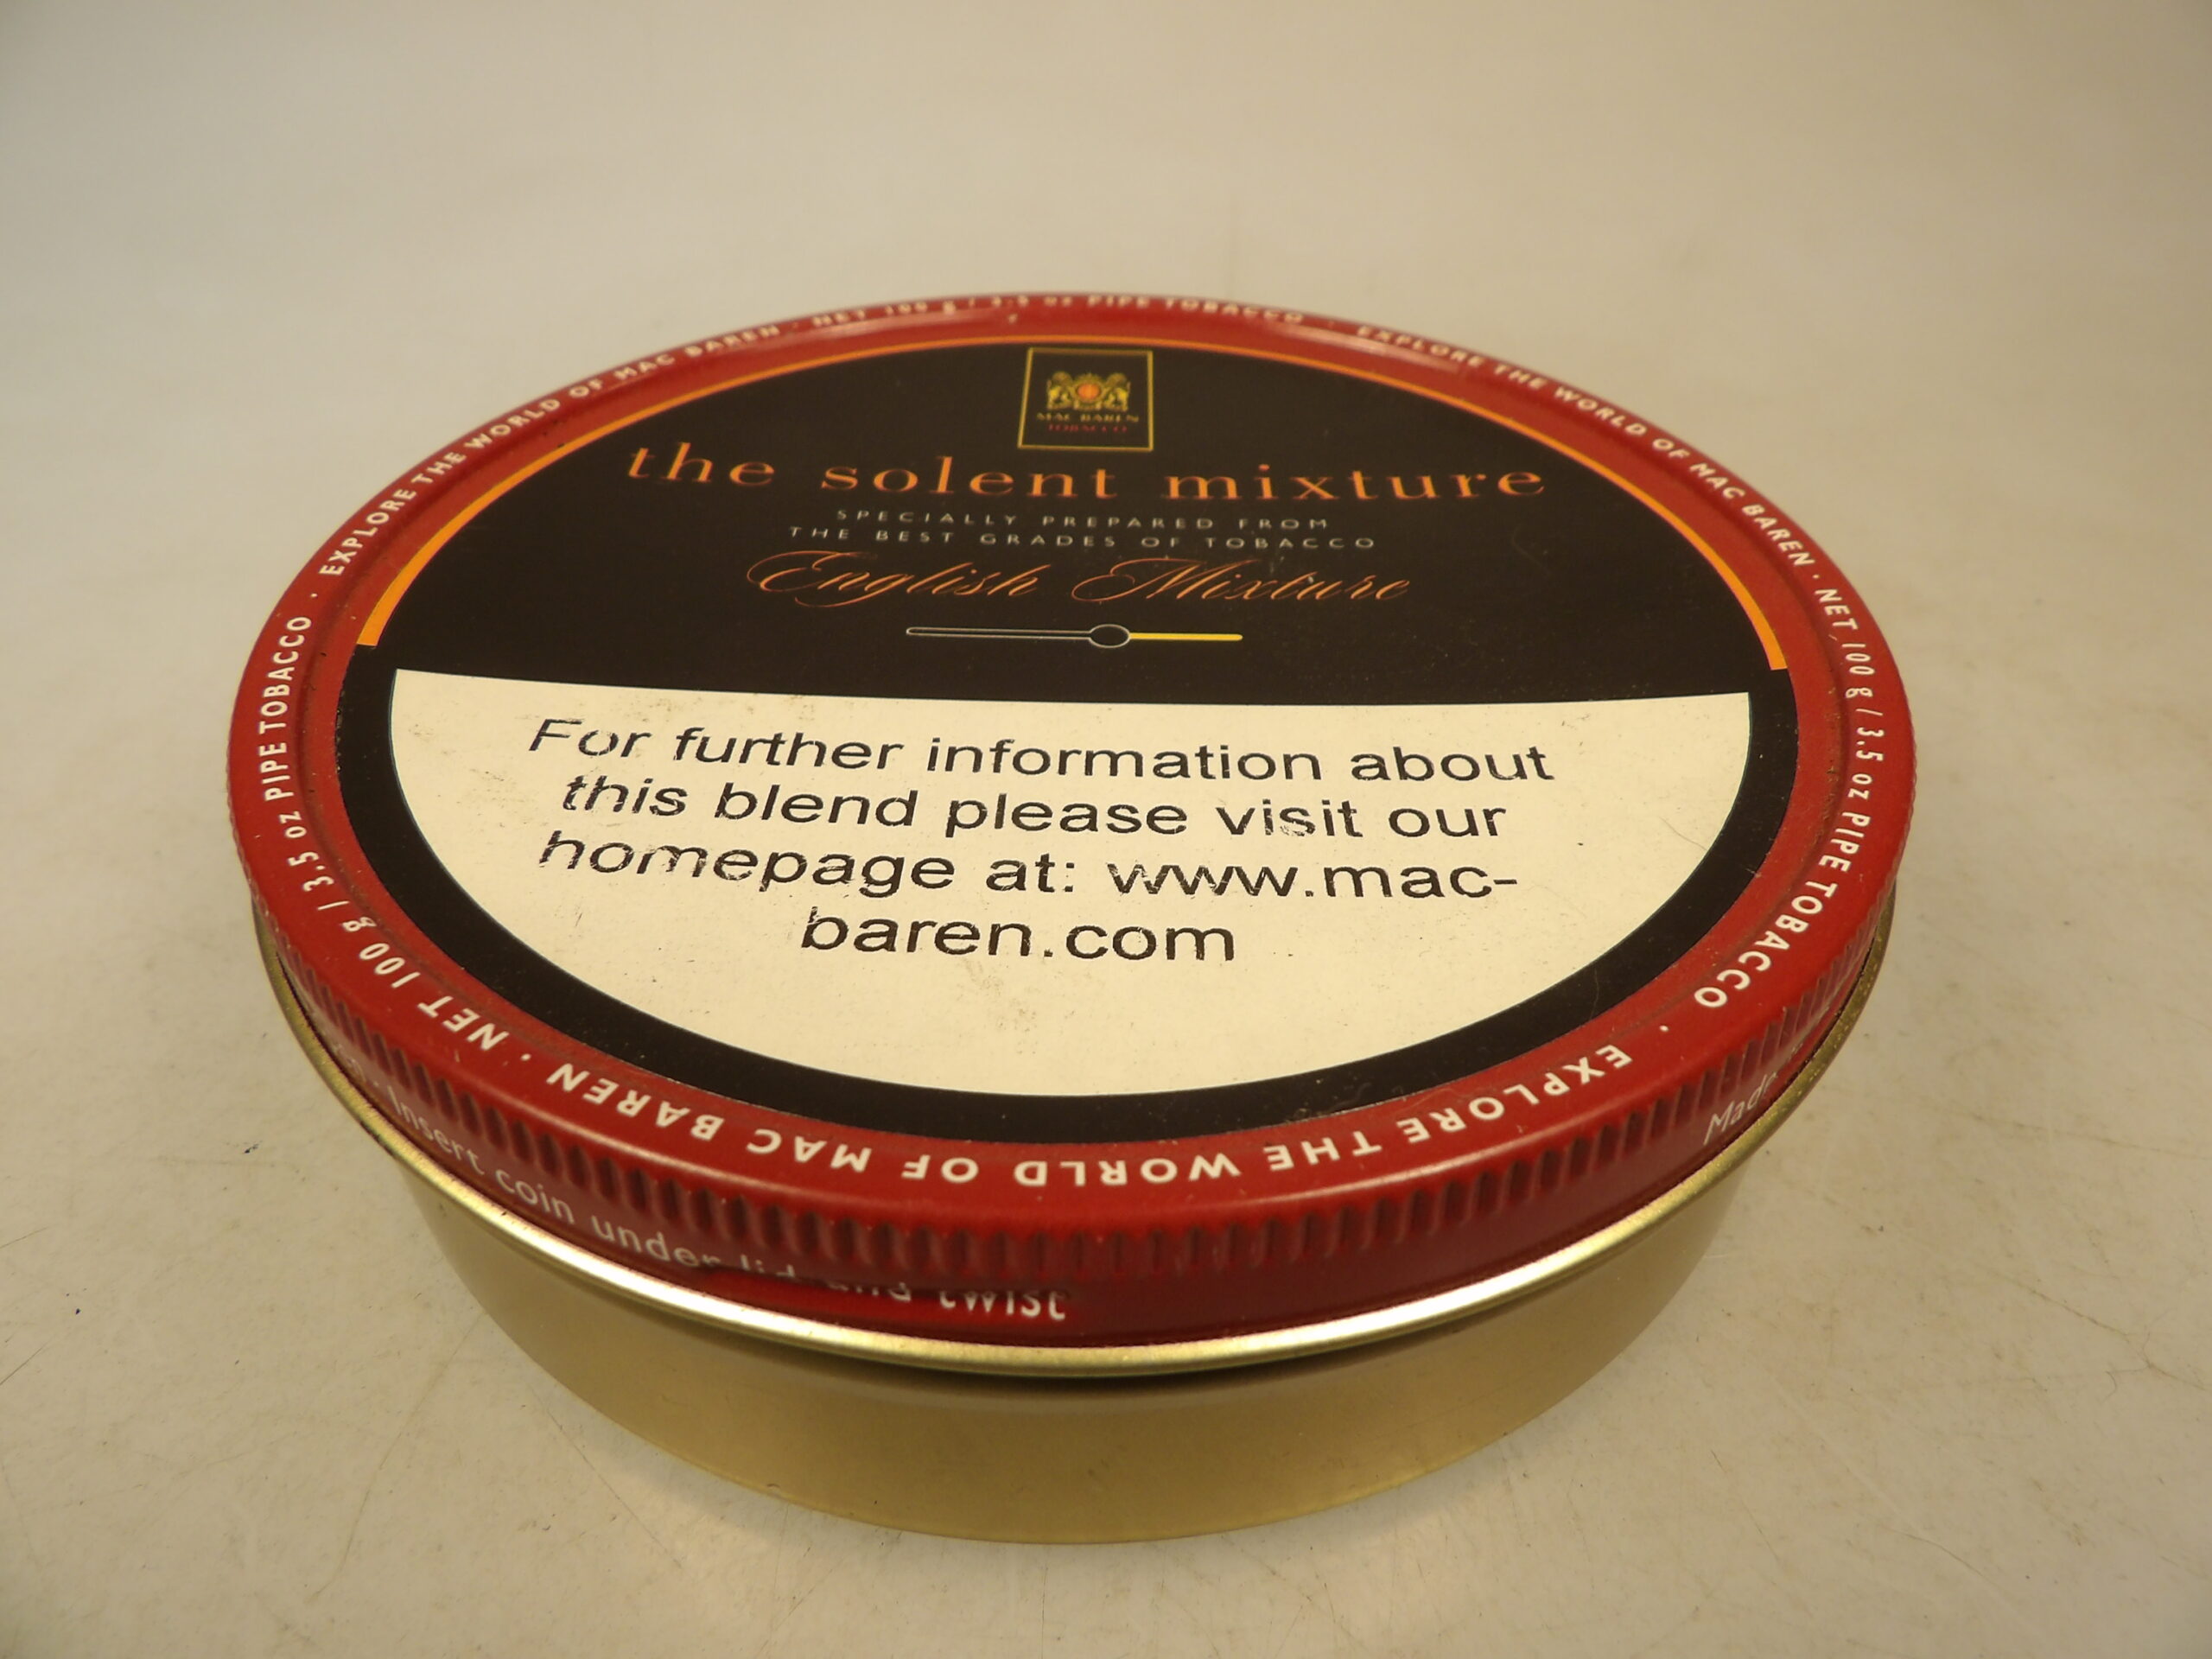 MAC BAREN
TOBACCO
the solent mixture
SPECIALLY PREPARED FROM
THE BEST GRADES OF TOBACCO
English Mixture
For further information about
this blend please visit our
homepage at: www.mac-
baren.com
EXPLORE THE WORLD OF MAC BAREN · NET 100 g / 3.5 oz PIPE TOBACCO ·
EXPLORE THE WORLD OF MAC BAREN · NET 100 g / 3.5 oz PIPE TOBACCO ·
EXPLORE THE WORLD OF MAC BAREN · NET 100 g / 3.5 oz PIPE TOBACCO ·
Insert coin under lid and twist
Made